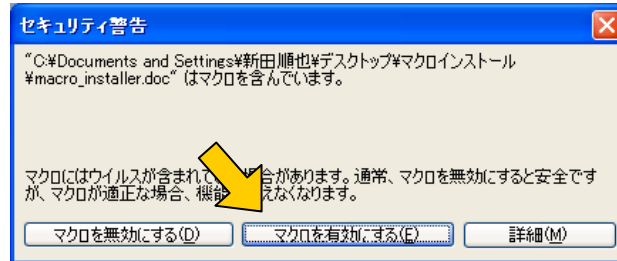 セキュリティ警告
"C:¥Documents and Settings¥新田順也¥デスクトップ¥マクロインストール
¥macro_installer.doc" はマクロを含んでいます。
マクロにはウイルスが含まれて 合があります。通常、マクロを無効にすると安全です
が、マクロが適正な場合、機能 えなくなります。
マクロを無効にする(D) マクロを有効にする(E) 詳細(M)